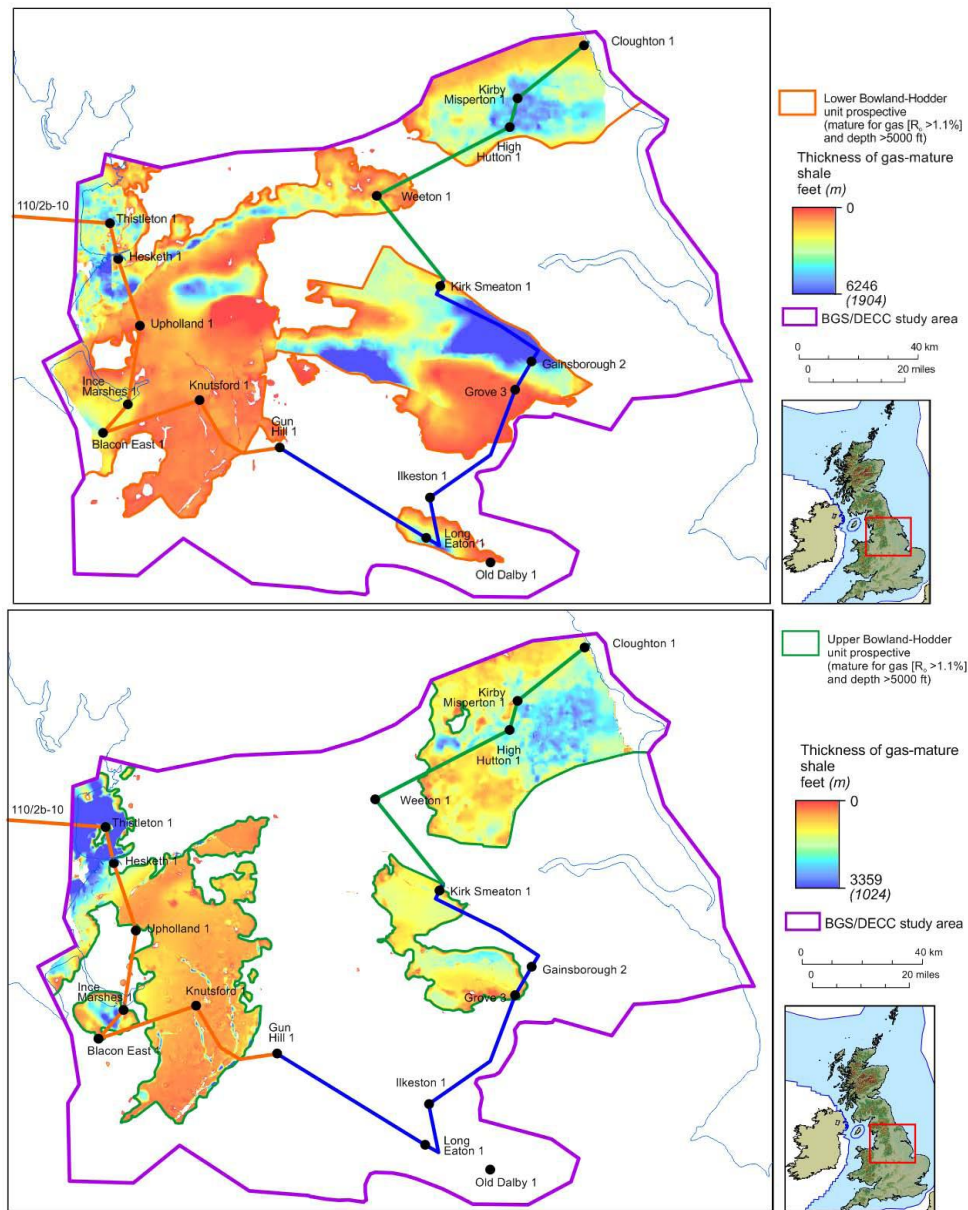 Cloughton 1
Kirby
Misperton 1
High
Hutton 1
Weeton 1
110/2b-10
Thistleton 1
Hesketh 1
Kirk Smeaton 1
Upholland 1
Gainsborough 2
Ince
Marshes 1
Knutsford 1
Grove 3
Blacon East 1
Gun
Hill 1
Ilkeston 1
Long
Eaton 1
Old Dalby 1
Lower Bowland-Hodder
unit prospective
(mature for gas [Rₒ >1.1%]
and depth >5000 ft)
Thickness of gas-mature
shale
feet (m)
0
6246
(1904)
BGS/DECC study area
0 40 km
0 20 miles
Cloughton 1
Kirby
Misperton 1
High
Hutton 1
Weeton 1
110/2b-10
Thistleton 1
Hesketh 1
Kirk Smeaton 1
Upholland 1
Gainsborough 2
Ince
Marshes 1
Knutsford 1
Grove 3
Blacon East 1
Gun
Hill 1
Ilkeston 1
Long
Eaton 1
Old Dalby 1
Upper Bowland-Hodder
unit prospective
(mature for gas [Rₒ >1.1%]
and depth >5000 ft)
Thickness of gas-mature
shale
feet (m)
0
3359
(1024)
BGS/DECC study area
0 40 km
0 20 miles